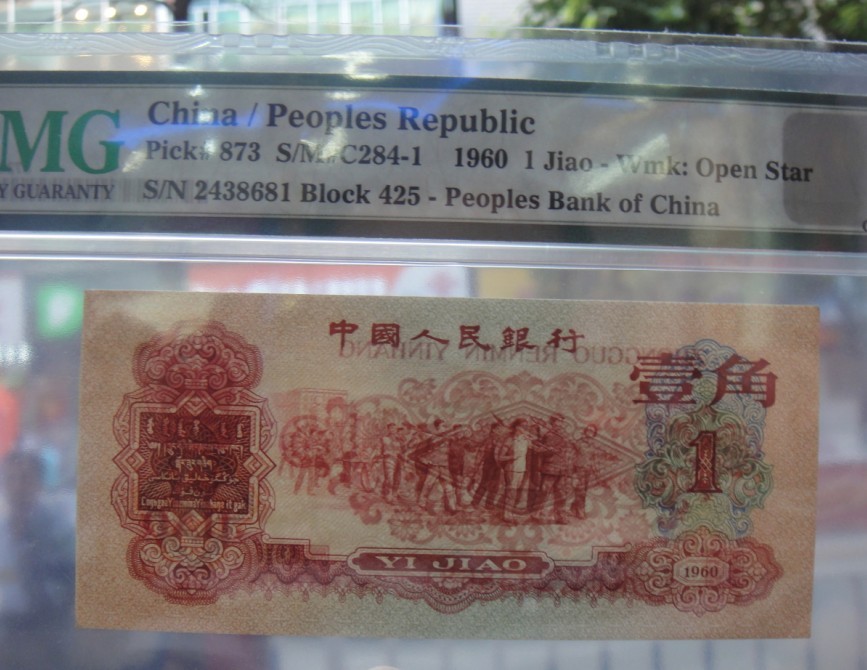 MG
China / Peoples Republic
Pick# 873 S/M# C284-1 1960 1 Jiao - Wmk: Open Star
Y GUARANTY
S/N 2438681 Block 425 - Peoples Bank of China
中國人民銀行
壹角
1
YI JIAO
1960